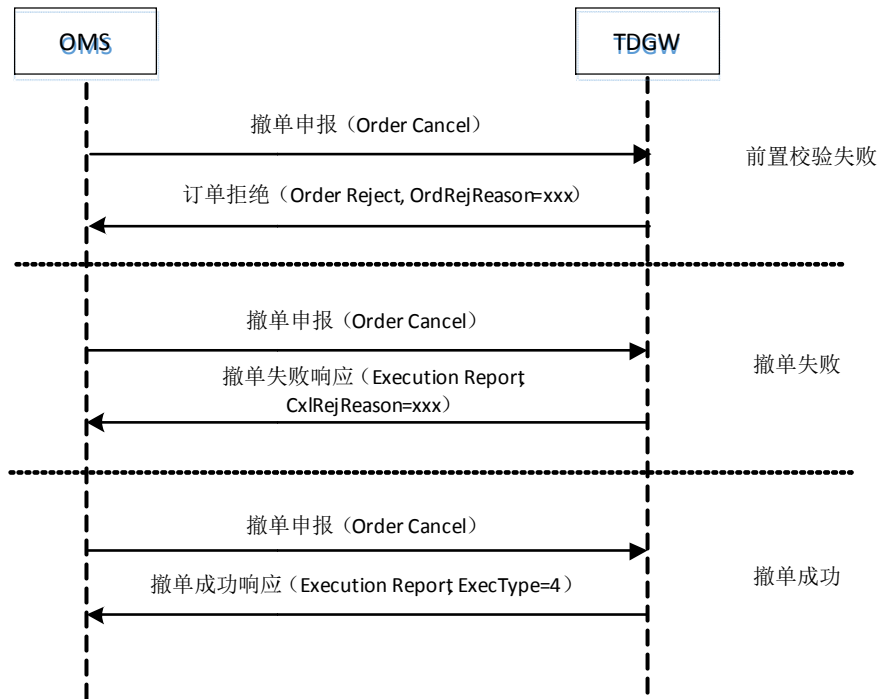 OMS
TDGW
撤单申报（Order Cancel）
前置校验失败
订单拒绝（Order Reject, OrdRejReason=xxx）
撤单申报（Order Cancel）
撤单失败
撤单失败响应（Execution Report,
CxlRejReason=xxx）
撤单申报（Order Cancel）
撤单成功
撤单成功响应（Execution Report, ExecType=4）